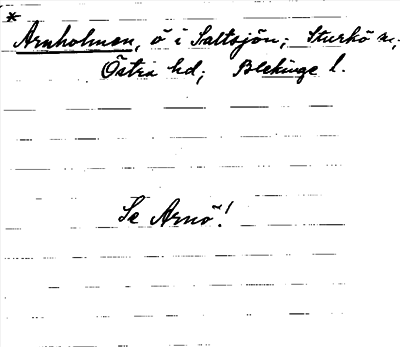 *
Arnholmen, ö i Saltsjön; Sturkö sn;
Östra hd; Blekinge l.
Se Arnö!